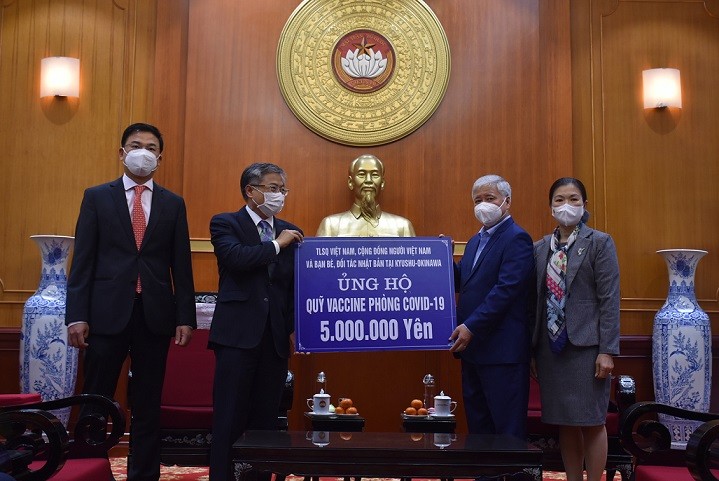 TLSQ VIỆT NAM, CỘNG ĐỒNG NGƯỜI VIỆT NAM
VÀ BẠN BÈ, ĐỐI TÁC NHẬT BẢN TẠI KYUSHU-OKINAWA
ỦNG HỘ
QUỸ VACCINE PHÒNG COVID-19
5.000.000 Yên